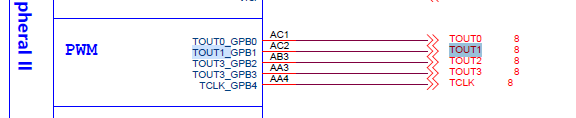 pheral II
PWM
TOUT0_GPB0 AC1 TOUT0 8
TOUT1_GPB1 AC2 TOUT1 8
TOUT3_GPB2 AB3 TOUT2 8
TOUT3_GPB3 AA3 TOUT3 8
TCLK_GPB4 AA4 TCLK 8